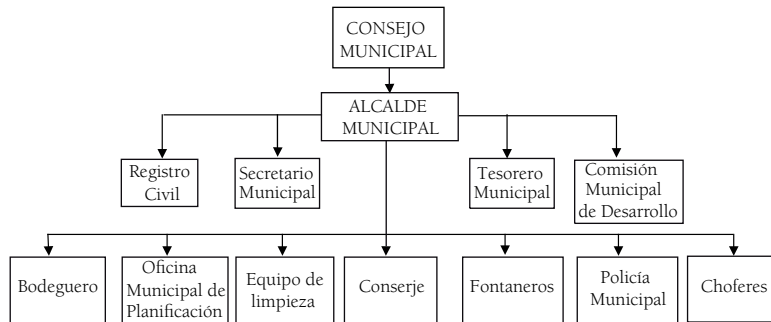 CONSEJO
MUNICIPAL
ALCALDE
MUNICIPAL
Registro
Civil
Secretario
Municipal
Tesorero
Municipal
Comisión
Municipal
de Desarrollo
Bodeguero
Oficina
Municipal de
Planificación
Equipo de
limpieza
Conserje
Fontaneros
Policía
Municipal
Choferes